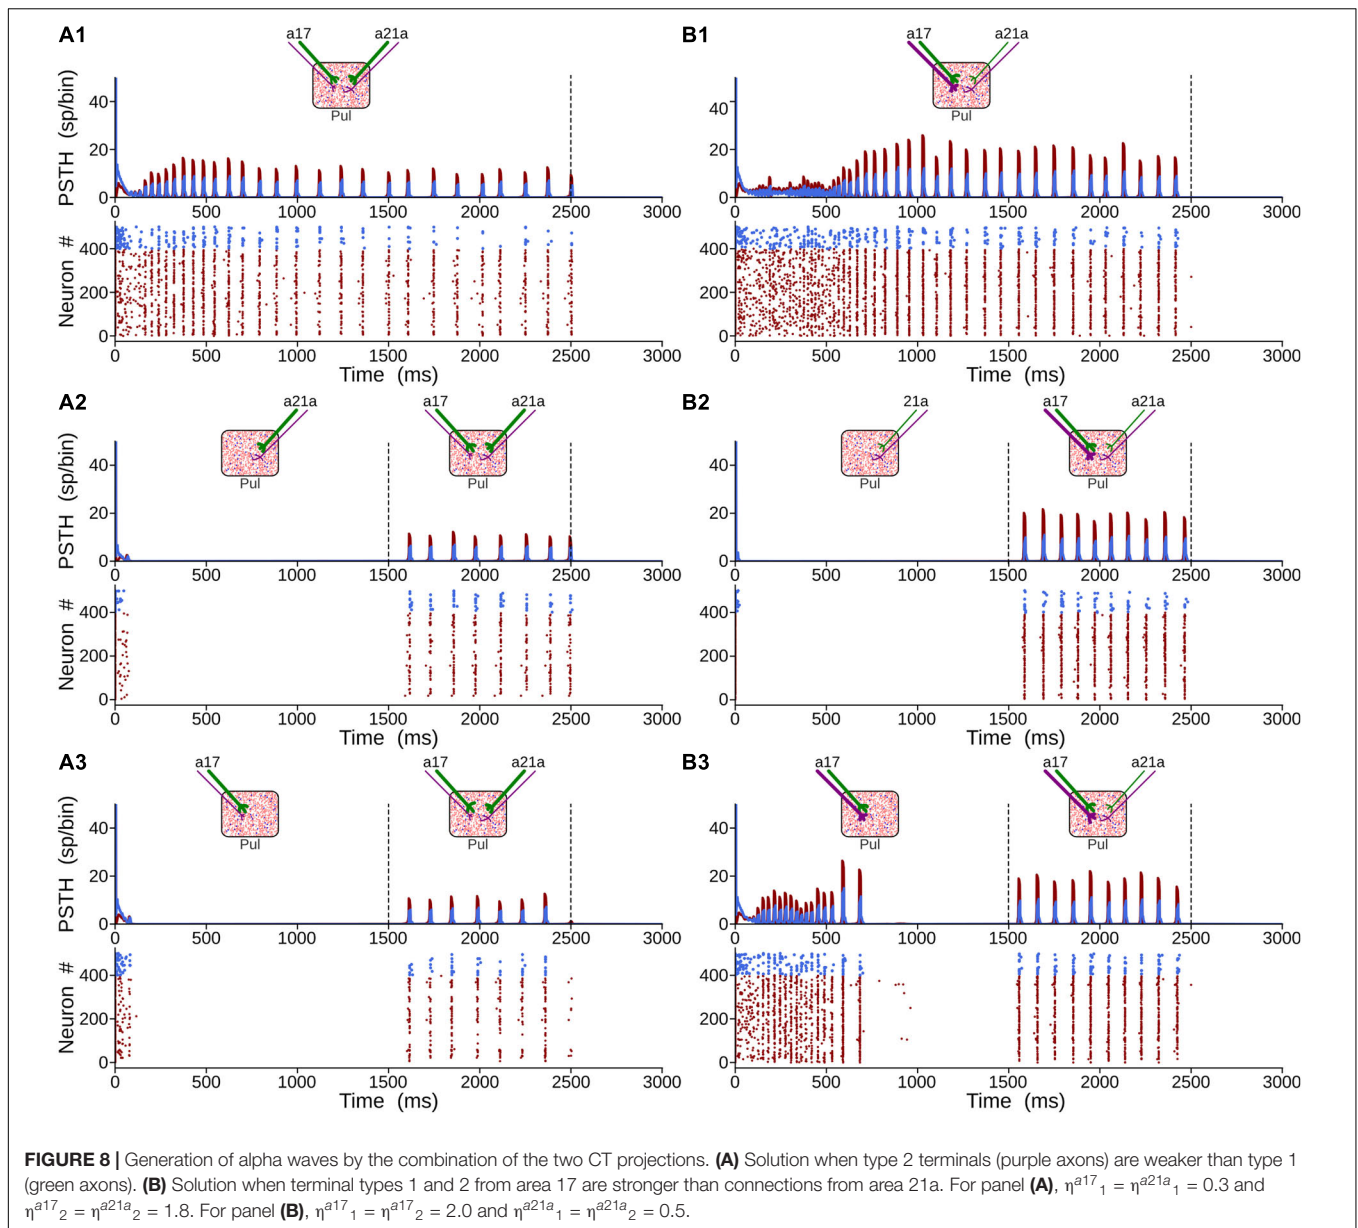 A1
a17 a21a
Pul
PSTH (sp/bin)
40
20
0
0 500 1000 1500 2000 2500 3000
Neuron #
400
200
0
0 500 1000 1500 2000 2500 3000
Time (ms)
B1
a17 a21a
Pul
40
20
0
0 500 1000 1500 2000 2500 3000
400
200
0
0 500 1000 1500 2000 2500 3000
Time (ms)
A2
a21a a17 a21a
Pul Pul
PSTH (sp/bin)
40
20
0
0 500 1000 1500 2000 2500 3000
Neuron #
400
200
0
0 500 1000 1500 2000 2500 3000
Time (ms)
B2
21a a17 a21a
Pul Pul
40
20
0
0 500 1000 1500 2000 2500 3000
400
200
0
0 500 1000 1500 2000 2500 3000
Time (ms)
A3
a17 a17 a21a
Pul Pul
PSTH (sp/bin)
40
20
0
0 500 1000 1500 2000 2500 3000
Neuron #
400
200
0
0 500 1000 1500 2000 2500 3000
Time (ms)
B3
a17 a17 a21a
Pul Pul
40
20
0
0 500 1000 1500 2000 2500 3000
400
200
0
0 500 1000 1500 2000 2500 3000
Time (ms)
FIGURE 8 | Generation of alpha waves by the combination of the two CT projections. (A) Solution when type 2 terminals (purple axons) are weaker than type 1
(green axons). (B) Solution when terminal types 1 and 2 from area 17 are stronger than connections from area 21a. For panel (A), η^a17_1 = η^a21a_1 = 0.3 and
η^a17_2 = η^a21a_2 = 1.8. For panel (B), η^a17_1 = η^a17_2 = 2.0 and η^a21a_1 = η^a21a_2 = 0.5.